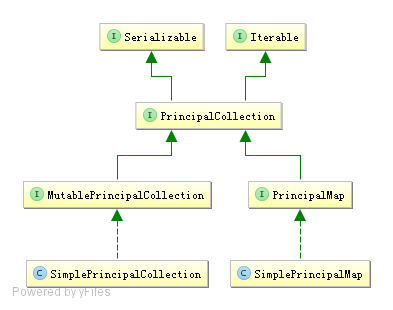 I Serializable
I Iterable
I PrincipalCollection
I MutablePrincipalCollection
I PrincipalMap
C SimplePrincipalCollection
C SimplePrincipalMap
Powered by yFiles